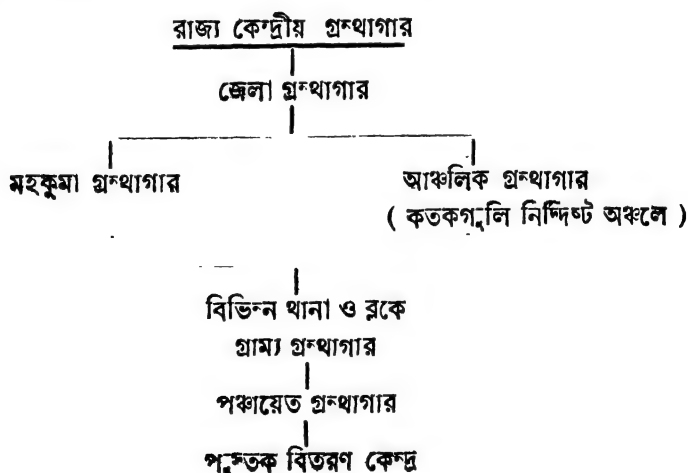 রাজ্য কেন্দ্রীয় গ্রন্থাগার
জেলা গ্রন্থাগার
মহকুমা গ্রন্থাগার
আঞ্চলিক গ্রন্থাগার
( কতকগুলি নির্দ্দিষ্ট অঞ্চলে )
বিভিন্ন থানা ও ব্লকে
গ্রাম্য গ্রন্থাগার
পঞ্চায়েত গ্রন্থাগার
পুস্তক বিতরণ কেন্দ্র